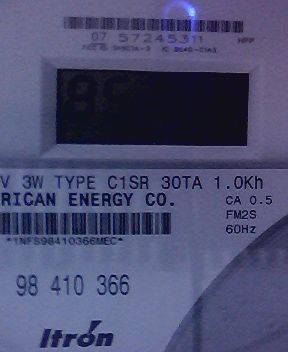 07 57245311
V 3W TYPE C1SR 30TA 1.0Kh
RICAN ENERGY CO.
CA 0.5
FM2S
60Hz
*1NFS98410366MEC*
98 410 366
Itrón